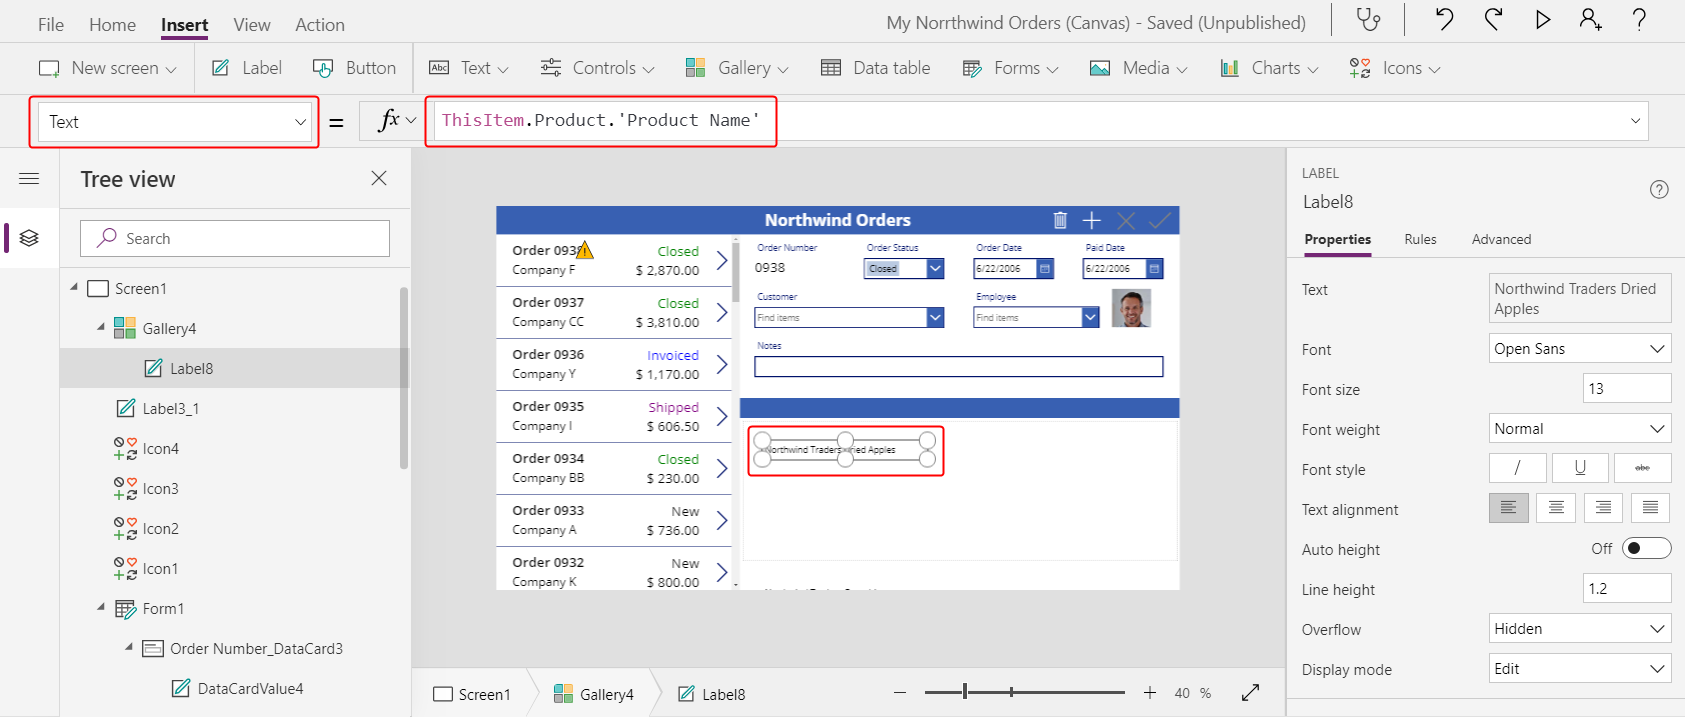 File Home Insert View Action
My Norrthwind Orders (Canvas) - Saved (Unpublished)
New screen Label Button Abc Text Controls Gallery Data table Forms Media Charts Icons
Text = fx ThisItem.Product.'Product Name'
Tree view
Search
Screen1
Gallery4
Label8
Label3_1
Icon4
Icon3
Icon2
Icon1
Form1
Order Number_DataCard3
DataCardValue4
Northwind Orders
Order 0938 Closed
Company F $ 2,870.00
Order 0937 Closed
Company CC $ 3,810.00
Order 0936 Invoiced
Company Y $ 1,170.00
Order 0935 Shipped
Company I $ 606.50
Order 0934 Closed
Company BB $ 230.00
Order 0933 New
Company A $ 736.00
Order 0932 New
Company K $ 800.00
Order Number Order Status Order Date Paid Date
0938 Closed 6/22/2006 6/22/2006
Customer Employee
Find items Find items
Notes
Northwind Traders Dried Apples
Screen1 Gallery4 Label8
40 %
LABEL
Label8
Properties Rules Advanced
Text Northwind Traders Dried
Apples
Font Open Sans
Font size 13
Font weight Normal
Font style / U abc
Text alignment
Auto height Off
Line height 1.2
Overflow Hidden
Display mode Edit